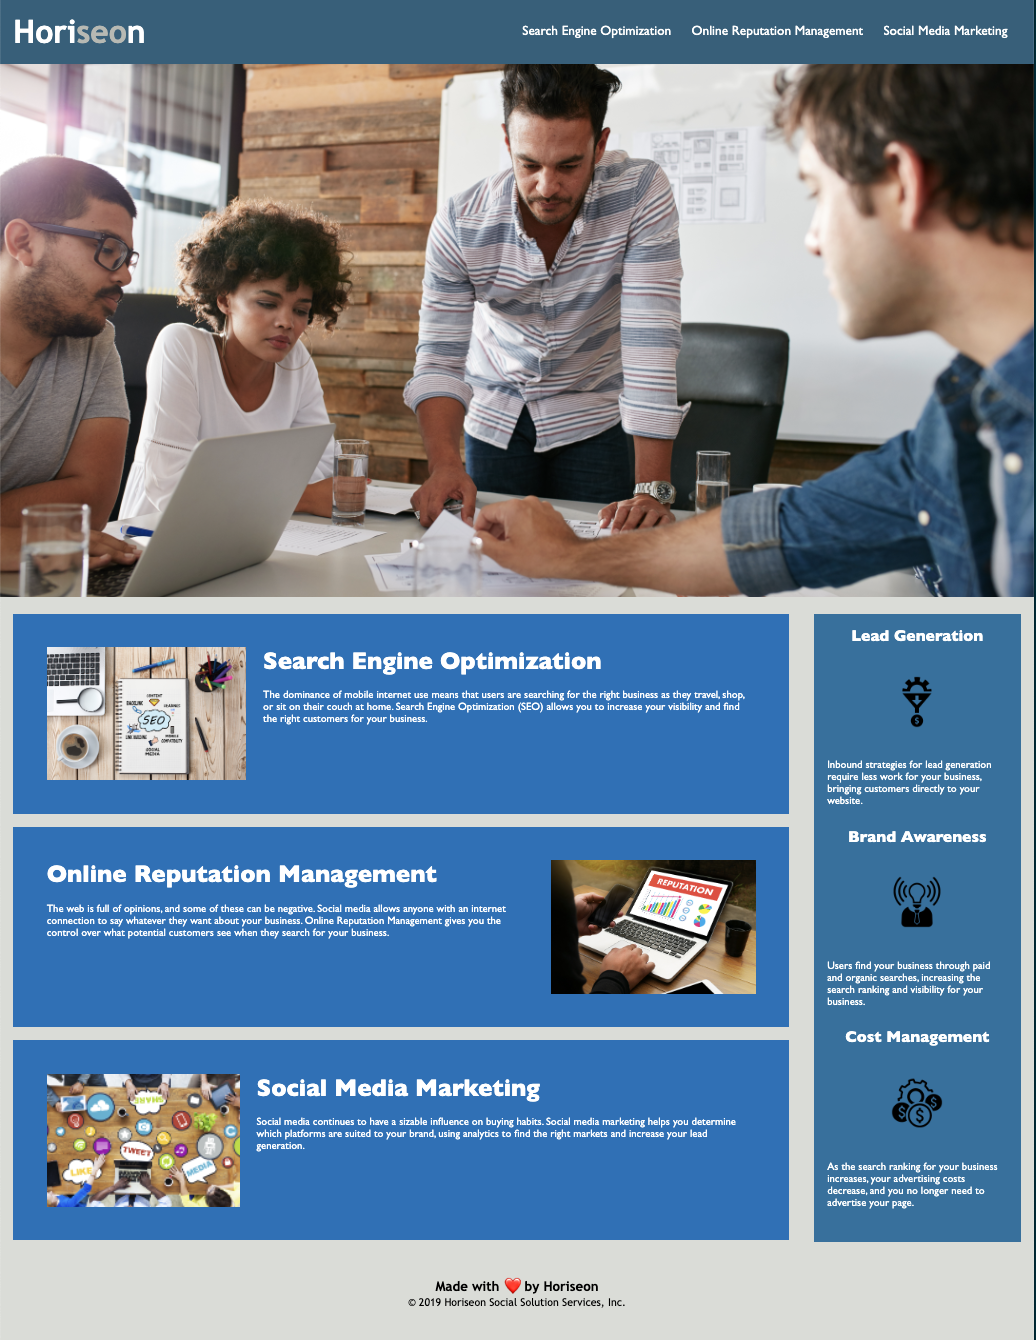 Horiseon
Search Engine Optimization
Online Reputation Management
Social Media Marketing
SEO
Search Engine Optimization
The dominance of mobile internet use means that users are searching for the right business as they travel, shop,
or sit on their couch at home. Search Engine Optimization (SEO) allows you to increase your visibility and find
the right customers for your business.
Online Reputation Management
The web is full of opinions, and some of these can be negative. Social media allows anyone with an internet
connection to say whatever they want about your business. Online Reputation Management gives you the
control over what potential customers see when they search for your business.
REPUTATION
TWEET
LIKE
MEDIA
Social Media Marketing
Social media continues to have a sizable influence on buying habits. Social media marketing helps you determine
which platforms are suited to your brand, using analytics to find the right markets and increase your lead
generation.
Lead Generation
Inbound strategies for lead generation
require less work for your business,
bringing customers directly to your
website.
Brand Awareness
Users find your business through paid
and organic searches, increasing the
search ranking and visibility for your
business.
Cost Management
As the search ranking for your business
increases, your advertising costs
decrease, and you no longer need to
advertise your page.
Made with ❤️ by Horiseon
© 2019 Horiseon Social Solution Services, Inc.